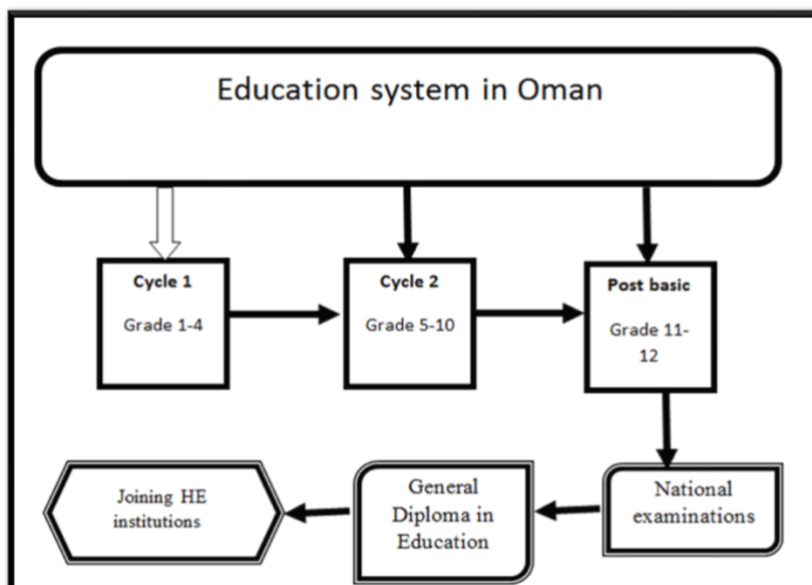 Education system in Oman
Cycle 1
Grade 1-4
Cycle 2
Grade 5-10
Post basic
Grade 11-
12
Joining HE
institutions
General
Diploma in
Education
National
examinations